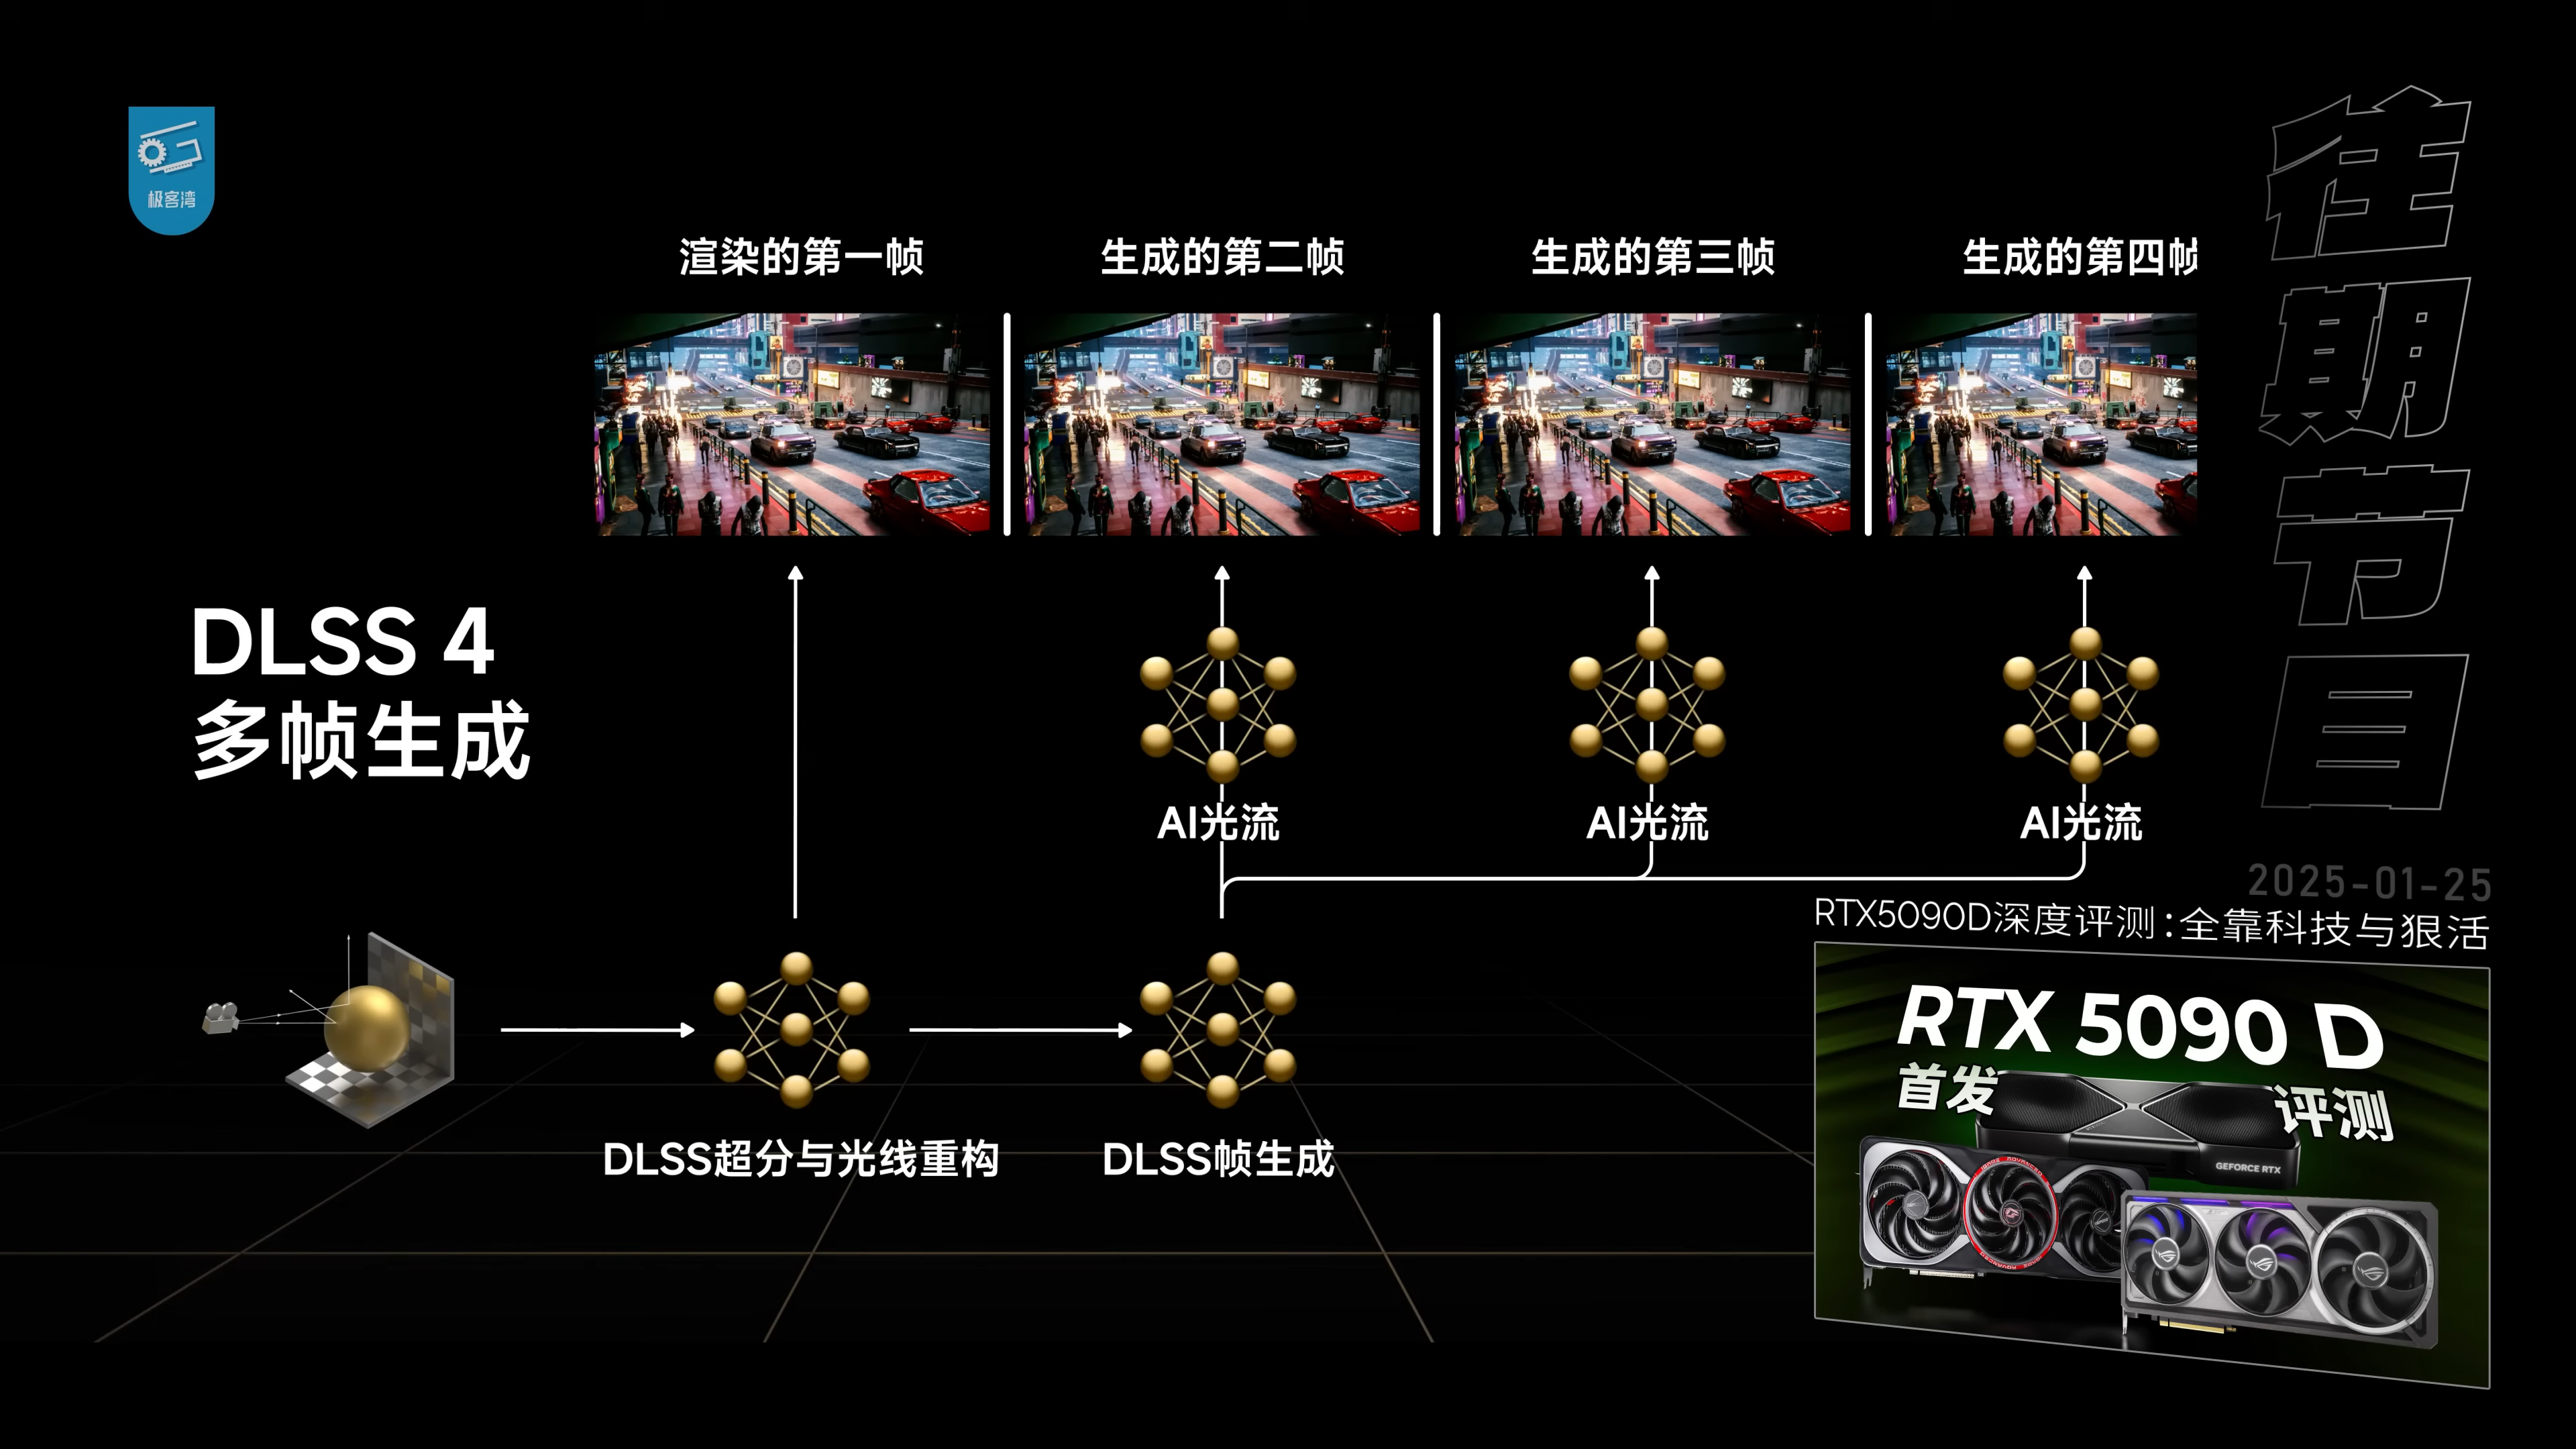 极客湾
往期节目
渲染的第一帧
生成的第二帧
生成的第三帧
生成的第四帧
DLSS 4
多帧生成
AI光流
AI光流
AI光流
DLSS超分与光线重构
DLSS帧生成
2025-01-25
RTX5090D深度评测:全靠科技与狠活
RTX 5090 D
首发
评测
GEFORCE RTX